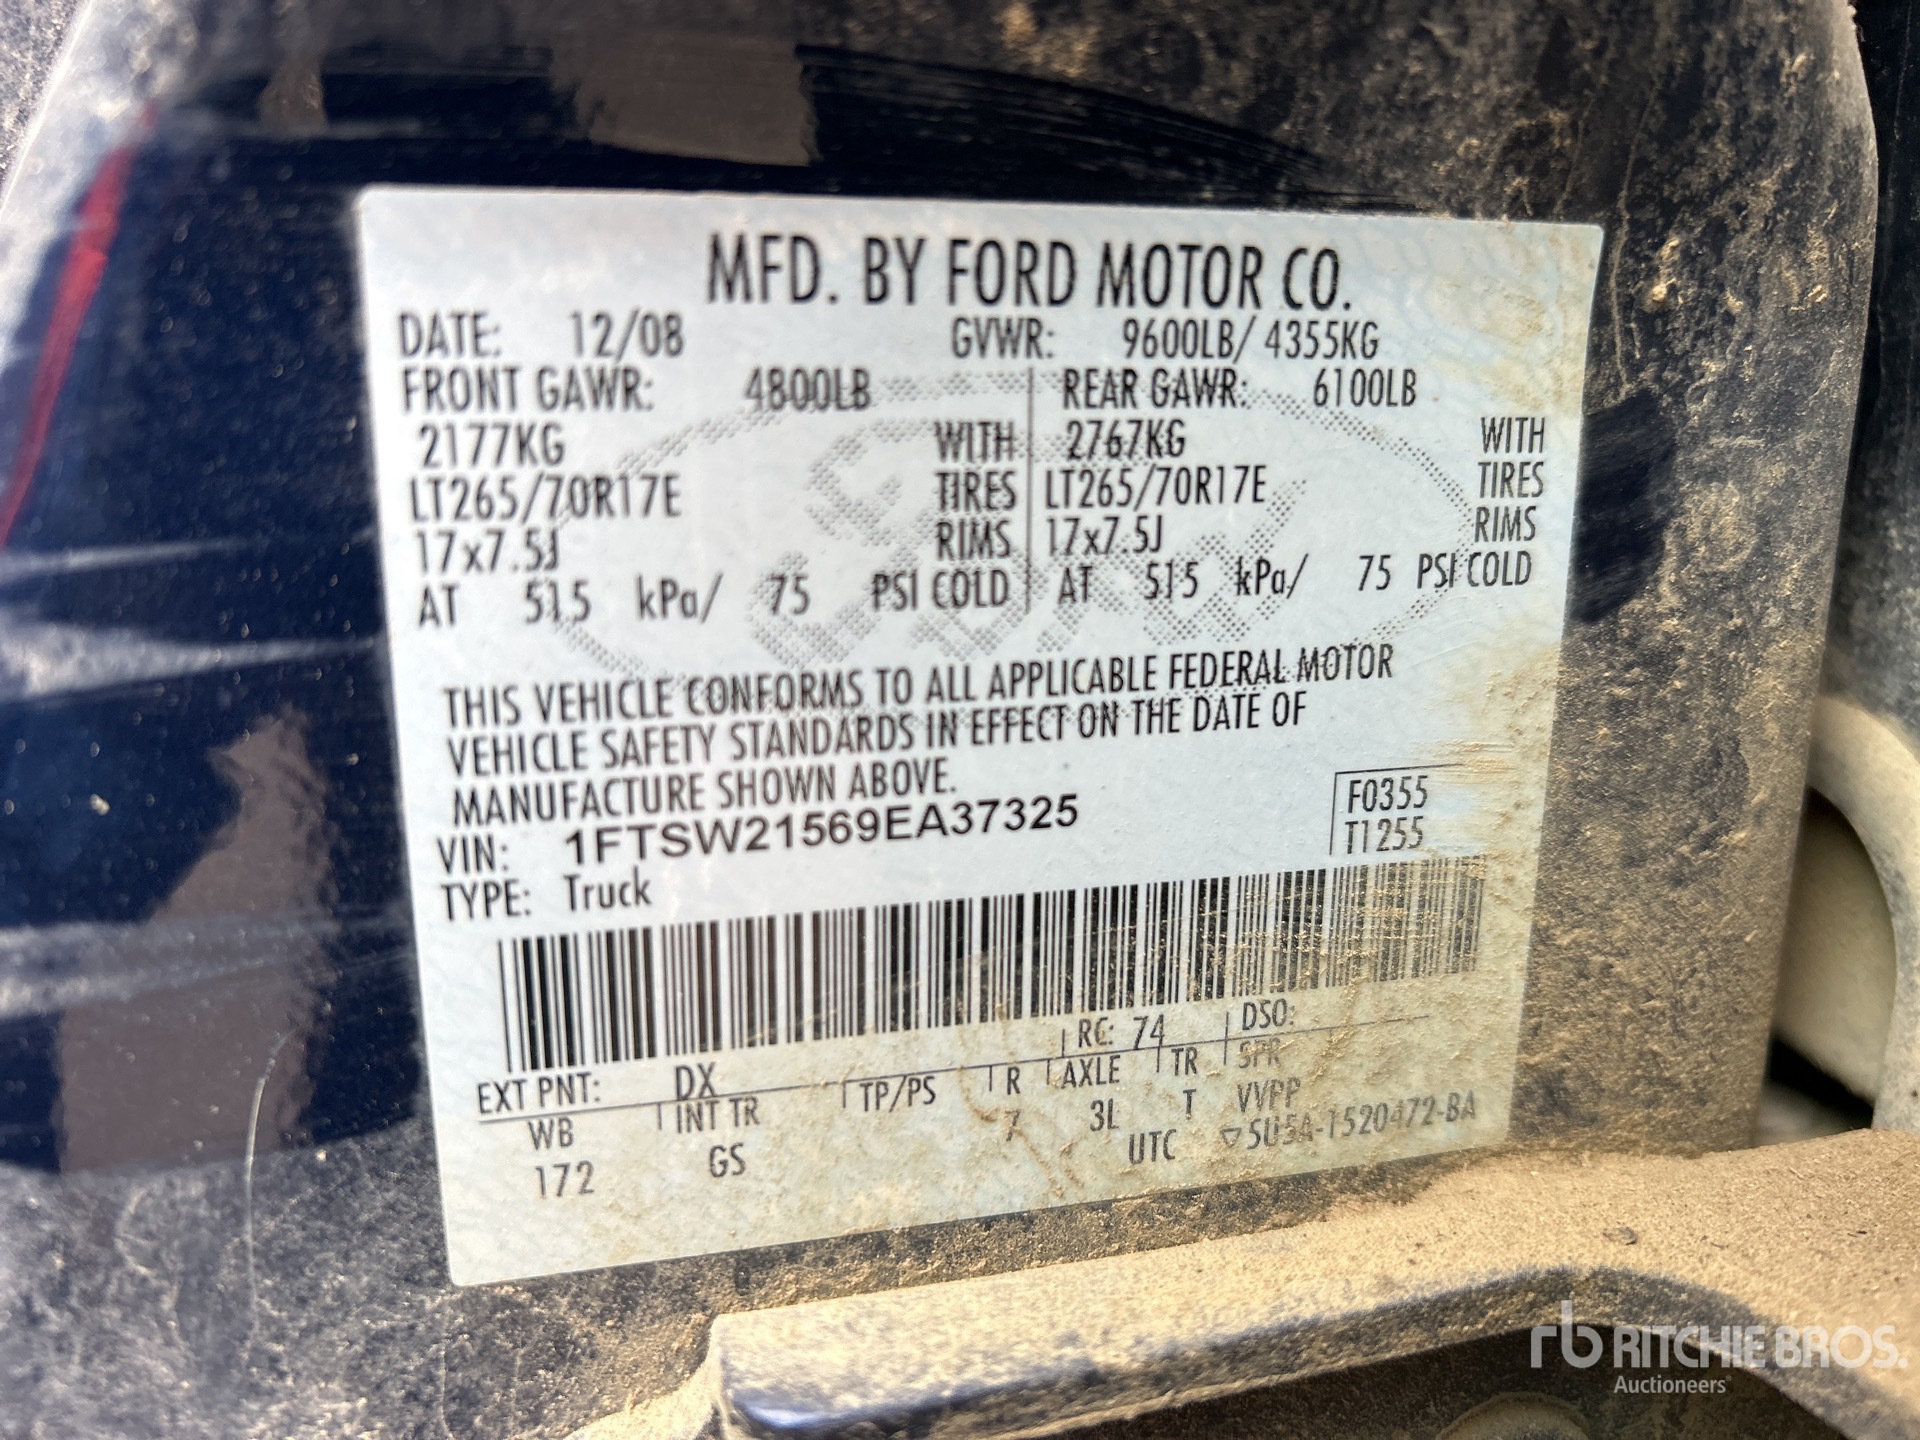 MFD. BY FORD MOTOR CO.
DATE: 12/08 GVWR: 9600LB/ 4355KG
FRONT GAWR: 4800LB REAR GAWR: 6100LB
2177KG WITH 2767KG WITH
LT265/70R17E TIRES LT265/70R17E TIRES
17x7.5J RIMS 17x7.5J RIMS
AT 515 kPa/ 75 PSI COLD AT 515 kPa/ 75 PSI COLD
THIS VEHICLE CONFORMS TO ALL APPLICABLE FEDERAL MOTOR
VEHICLE SAFETY STANDARDS IN EFFECT ON THE DATE OF
MANUFACTURE SHOWN ABOVE.
VIN: 1FTSW21569EA37325
TYPE: Truck
F0355
T1255
RC: 74 DSO:
EXT PNT: DX
WB INT TR TP/PS R AXLE TR SPR
172 GS 7 3L T VVPP
UTC ▽5U5A-1520472-BA
rb RITCHIE BROS.
Auctioneers